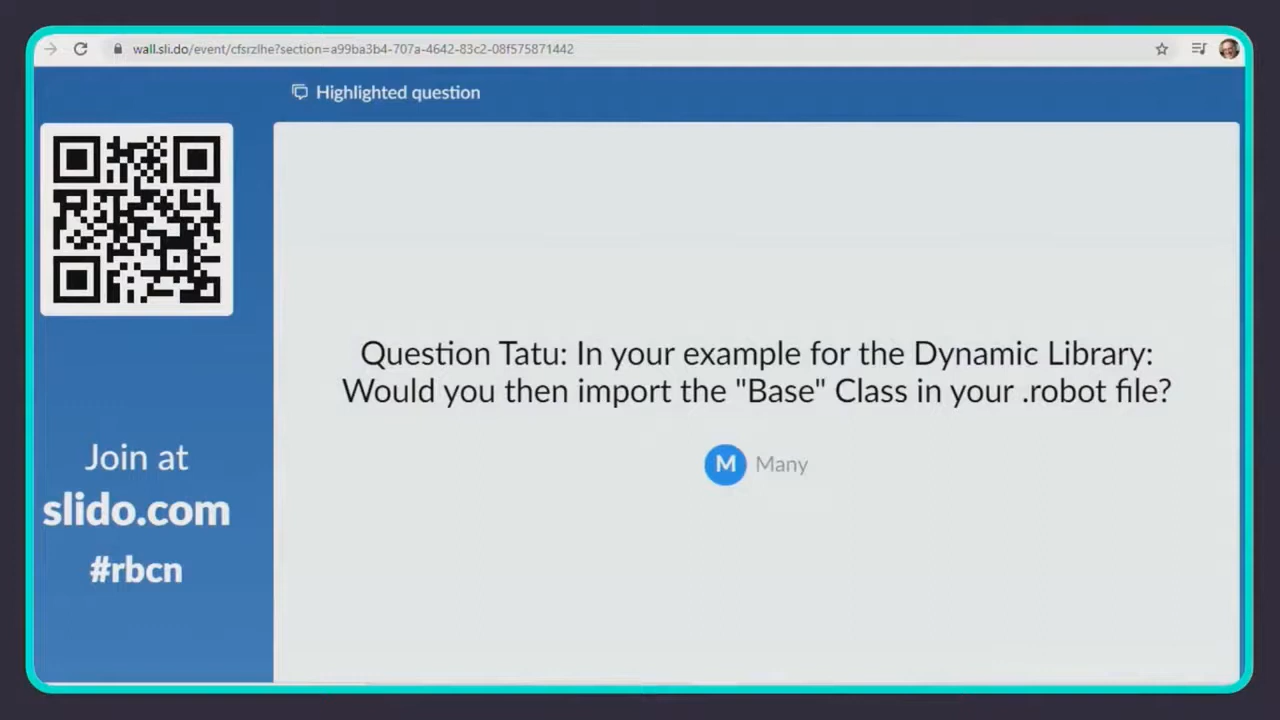 wall.sli.do/event/cfsrzlhe?section=a99ba3b4-707a-4642-83c2-08f575871442
Highlighted question
Question Tatu: In your example for the Dynamic Library:
Would you then import the "Base" Class in your .robot file?
M Many
Join at
slido.com
#rbcn